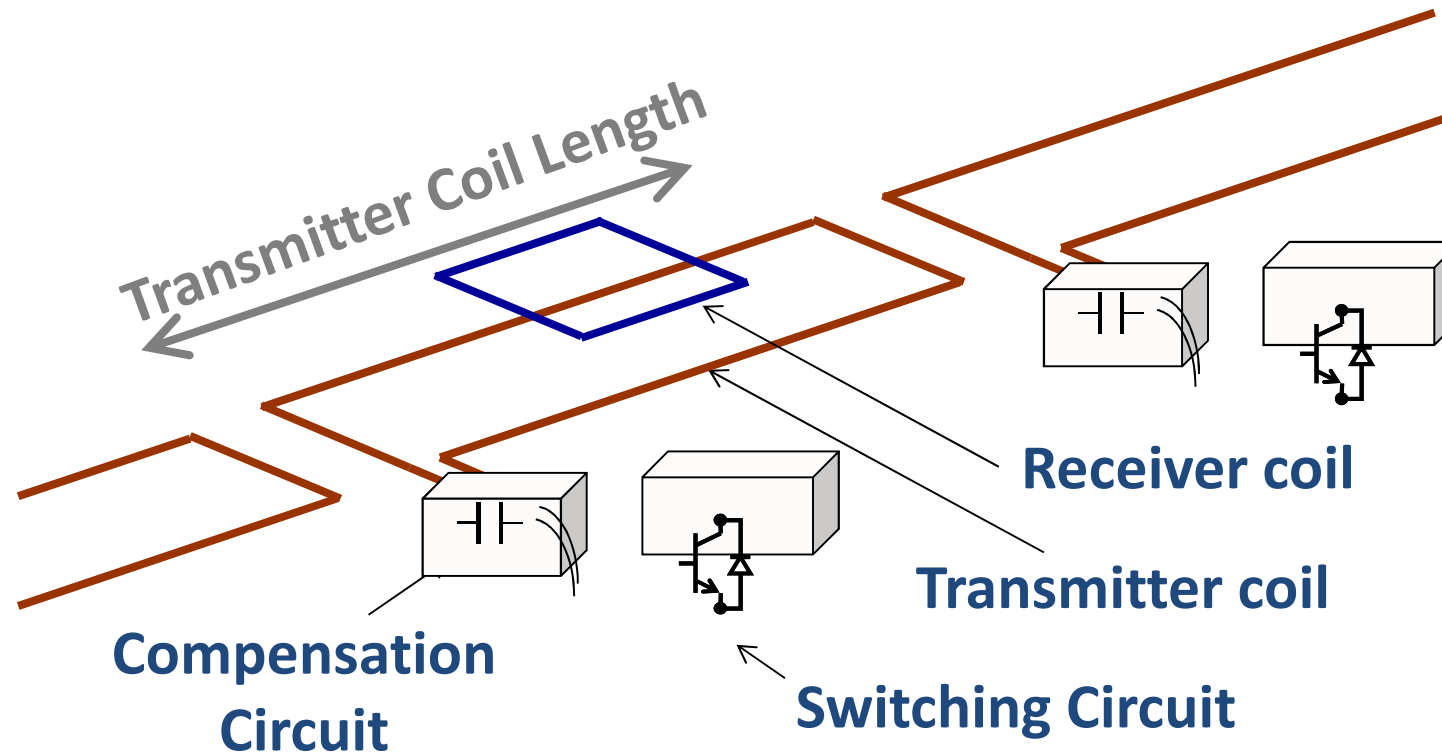 Transmitter Coil Length
Receiver coil
Transmitter coil
Compensation
Circuit
Switching Circuit